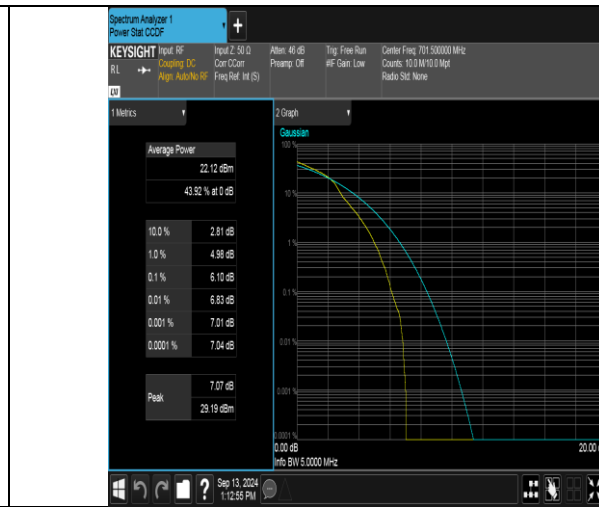 Spectrum Analyzer 1
Power Stat CCDF
KEYSIGHT
RL
LXI
Input: RF
Coupling: DC
Align: Auto/No RF
Input Z: 50 Ω
Corr CCorr
Freq Ref: Int (S)
Atten: 46 dB
Preamp: Off
Trig: Free Run
#IF Gain: Low
Center Freq: 701.500000 MHz
Counts: 10.0 M/10.0 Mpt
Radio Std: None
1 Metrics
Average Power
22.12 dBm
43.92 % at 0 dB
10.0 % 2.81 dB
1.0 % 4.98 dB
0.1 % 6.10 dB
0.01 % 6.83 dB
0.001 % 7.01 dB
0.0001 % 7.04 dB
Peak
7.07 dB
29.19 dBm
2 Graph
Gaussian
100 %
10 %
1 %
0.1 %
0.01 %
0.001 %
0.0001 %
0.00 dB
20.00
Info BW 5.0000 MHz
?
Sep 13, 2024
1:12:55 PM